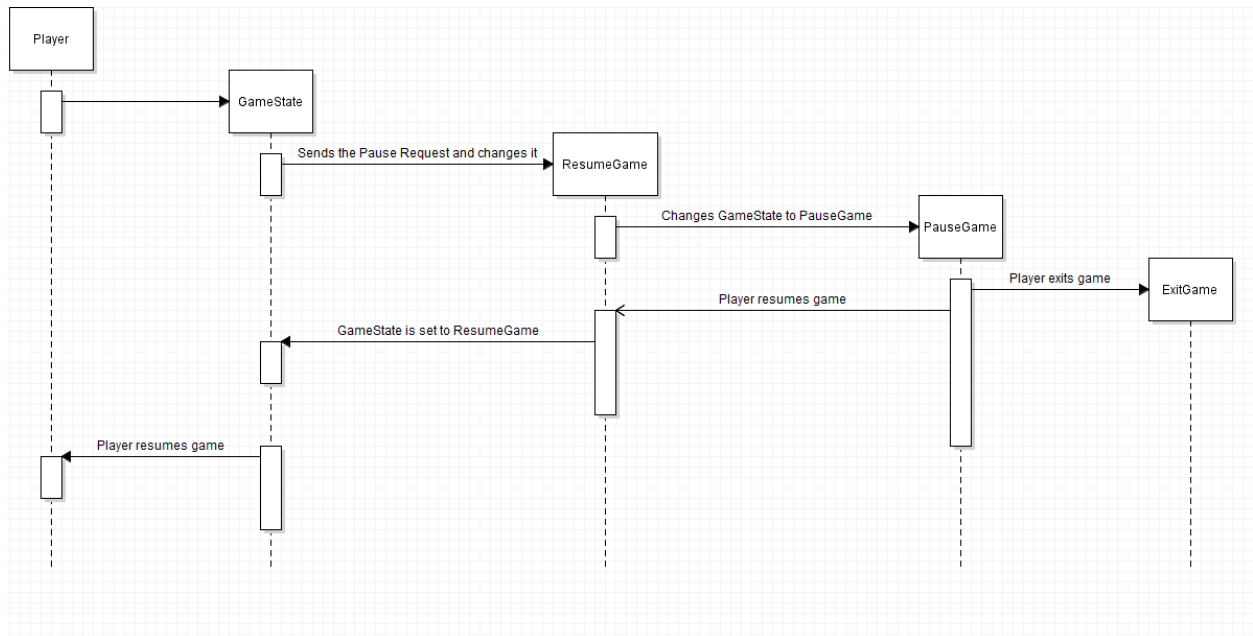 Player
GameState
Sends the Pause Request and changes it
ResumeGame
Changes GameState to PauseGame
PauseGame
Player exits game
ExitGame
Player resumes game
GameState is set to ResumeGame
Player resumes game